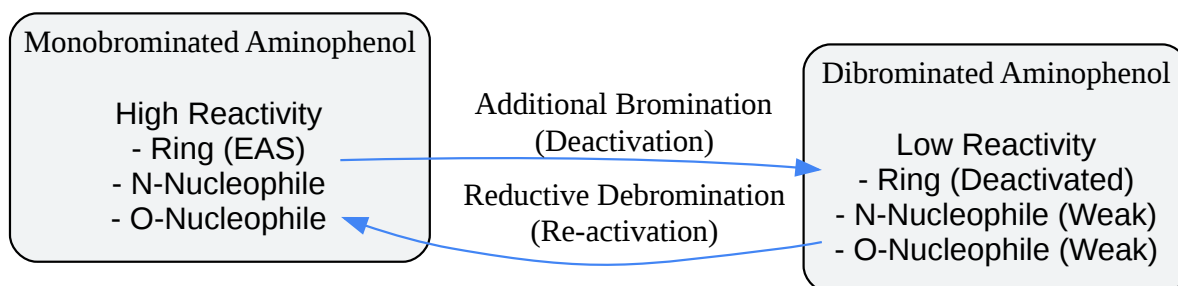 Monobrominated Aminophenol
High Reactivity
- Ring (EAS)
- N-Nucleophile
- O-Nucleophile
Additional Bromination
(Deactivation)
Reductive Debromination
(Re-activation)
Dibrominated Aminophenol
Low Reactivity
- Ring (Deactivated)
- N-Nucleophile (Weak)
- O-Nucleophile (Weak)